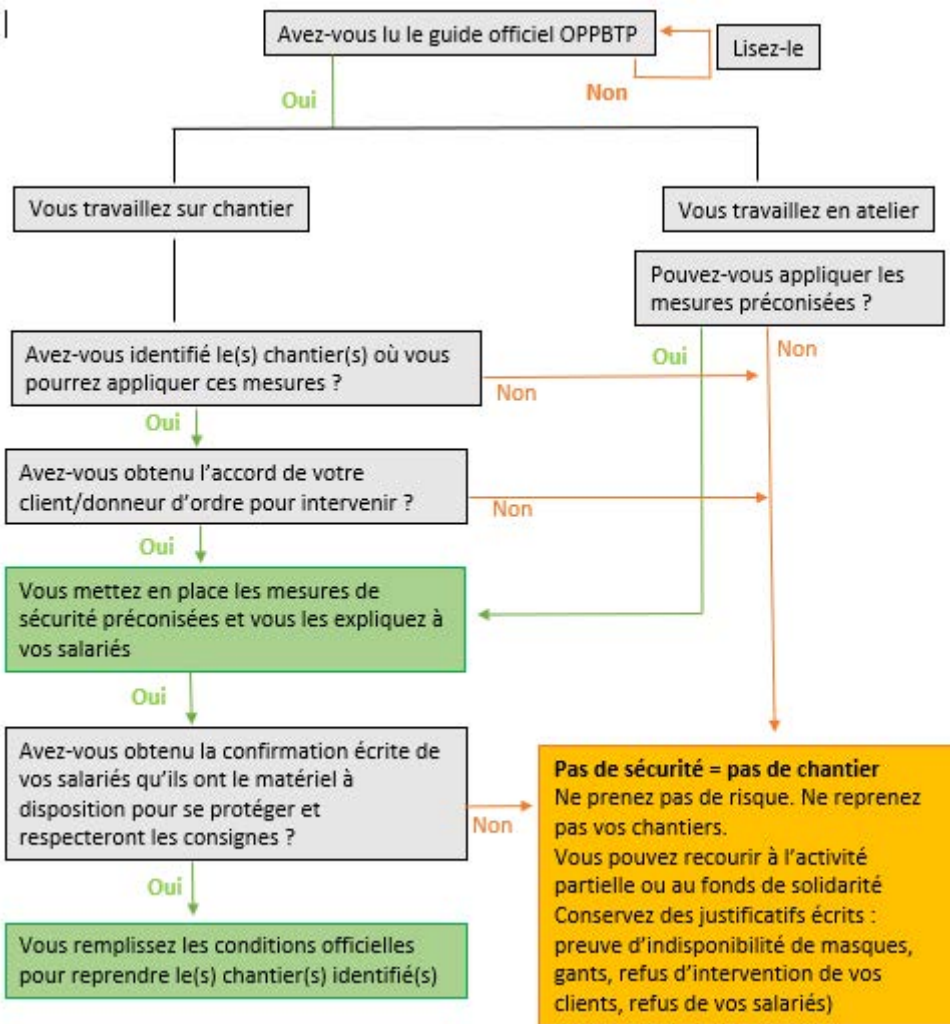 Avez-vous lu le guide officiel OPPBTP
Lisez-le
Oui
Non
Vous travaillez sur chantier
Vous travaillez en atelier
Pouvez-vous appliquer les
mesures préconisées ?
Oui
Non
Avez-vous identifié le(s) chantier(s) où vous
pourrez appliquer ces mesures ?
Non
Oui
Avez-vous obtenu l'accord de votre
client/donneur d'ordre pour intervenir ?
Non
Oui
Vous mettez en place les mesures de
sécurité préconisées et vous les expliquez à
vos salariés
Oui
Avez-vous obtenu la confirmation écrite de
vos salariés qu'ils ont le matériel à
disposition pour se protéger et
respecteront les consignes ?
Non
Oui
Vous remplissez les conditions officielles
pour reprendre le(s) chantier(s) identifié(s)
Pas de sécurité = pas de chantier
Ne prenez pas de risque. Ne reprenez
pas vos chantiers.
Vous pouvez recourir à l'activité
partielle ou au fonds de solidarité
Conservez des justificatifs écrits :
preuve d'indisponibilité de masques,
gants, refus d'intervention de vos
clients, refus de vos salariés)